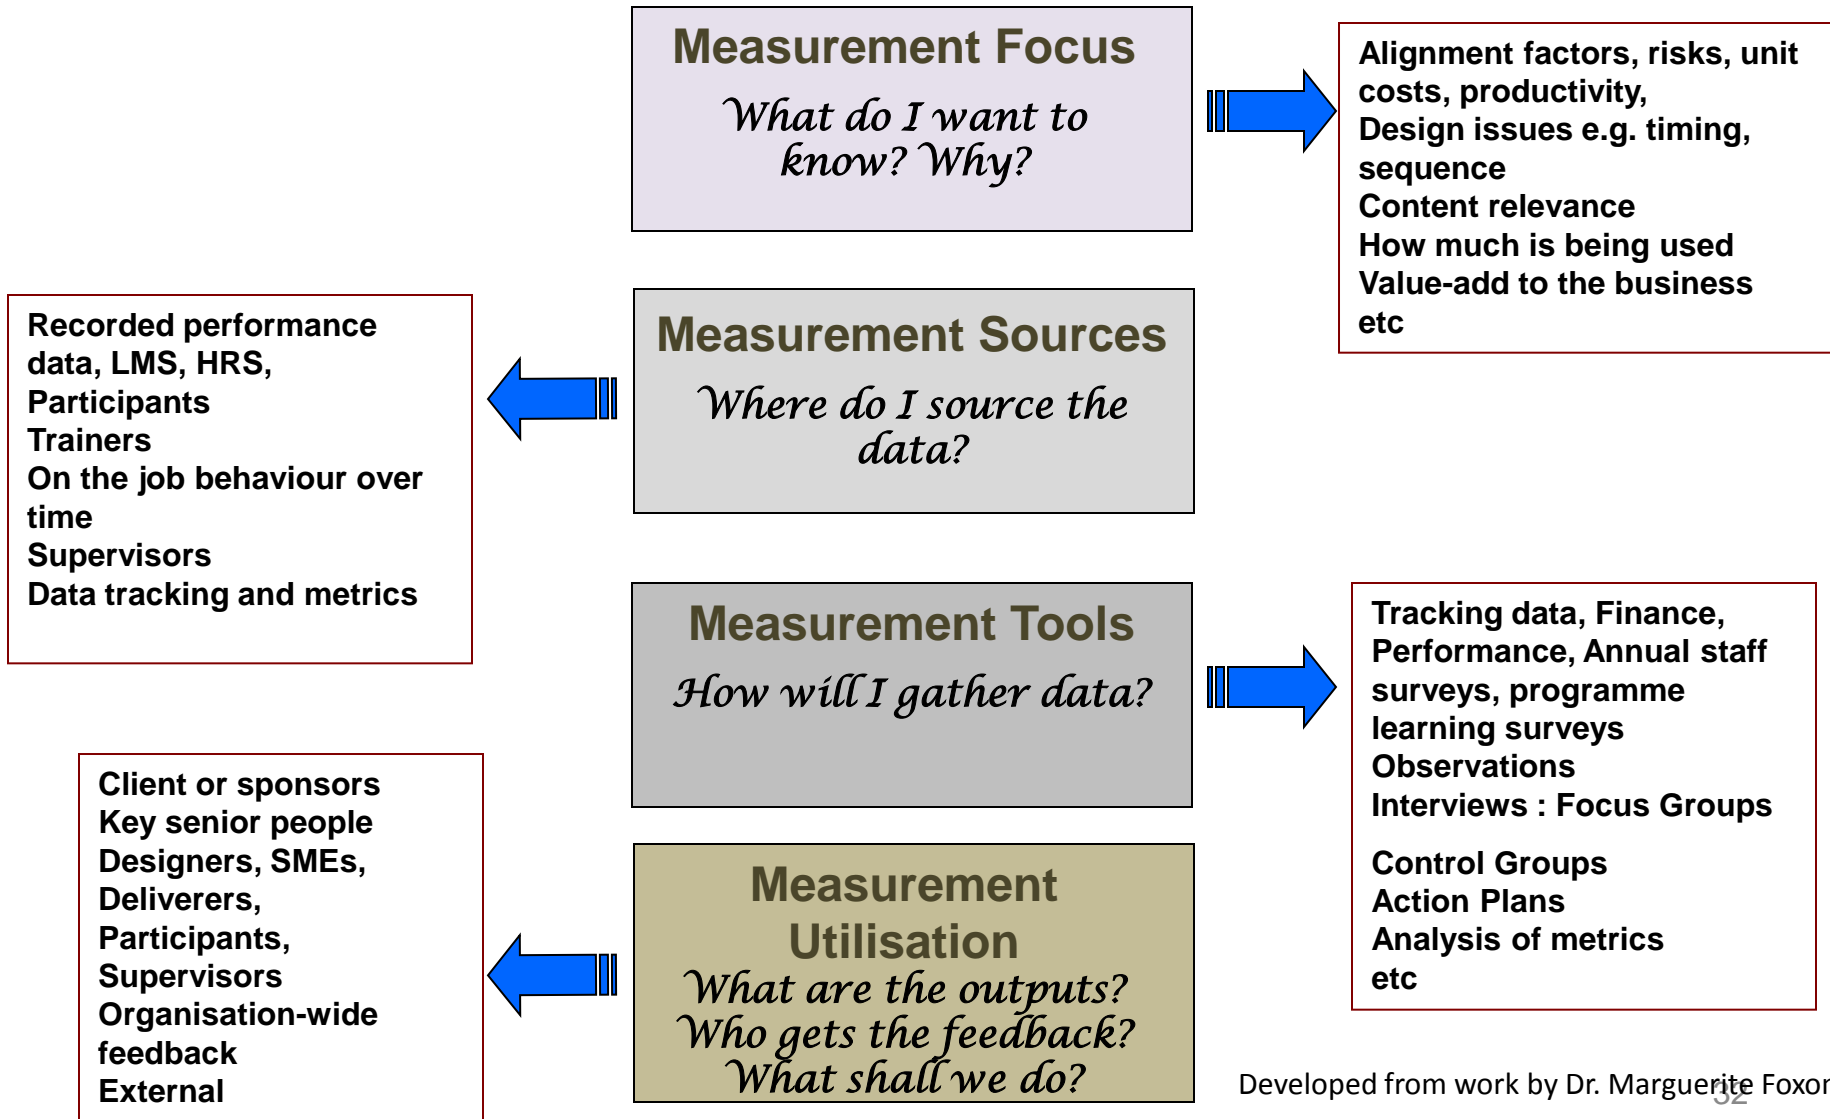 Measurement Focus
What do I want to
know? Why?
Alignment factors, risks, unit
costs, productivity,
Design issues e.g. timing,
sequence
Content relevance
How much is being used
Value-add to the business
etc
Measurement Sources
Where do I source the
data?
Recorded performance
data, LMS, HRS,
Participants
Trainers
On the job behaviour over
time
Supervisors
Data tracking and metrics
Measurement Tools
How will I gather data?
Tracking data, Finance,
Performance, Annual staff
surveys, programme
learning surveys
Observations
Interviews : Focus Groups
Control Groups
Action Plans
Analysis of metrics
etc
Measurement
Utilisation
What are the outputs?
Who gets the feedback?
What shall we do?
Client or sponsors
Key senior people
Designers, SMEs,
Deliverers,
Participants,
Supervisors
Organisation-wide
feedback
External
Developed from work by Dr. Marguerite Foxon
32